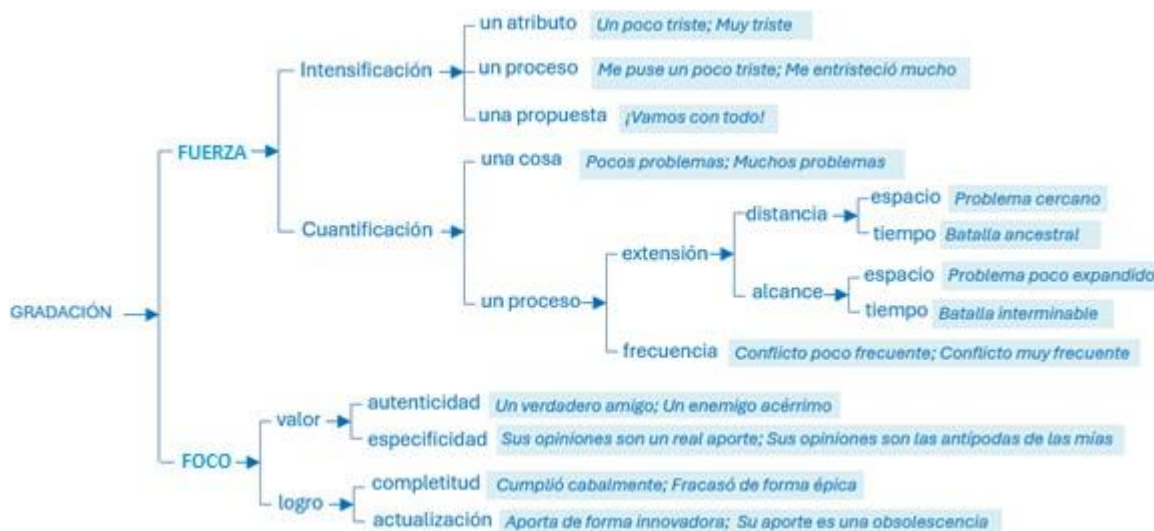 un atributo Un poco triste; Muy triste
Intensificación un proceso Me puse un poco triste; Me entristeció mucho
una propuesta ¡Vamos con todo!
FUERZA
una cosa Pocos problemas; Muchos problemas
espacio Problema cercano
distancia
Cuantificación tiempo Batalla ancestral
extensión
espacio Problema poco expandido
alcance
un proceso
tiempo Batalla interminable
GRADACIÓN
frecuencia Conflicto poco frecuente; Conflicto muy frecuente
autenticidad Un verdadero amigo; Un enemigo acérrimo
valor
especificidad Sus opiniones son un real aporte; Sus opiniones son las antípodas de las mías
FOCO
completitud Cumplió cabalmente; Fracasó de forma épica
logro
actualización Aporta de forma innovadora; Su aporte es una obsolescencia